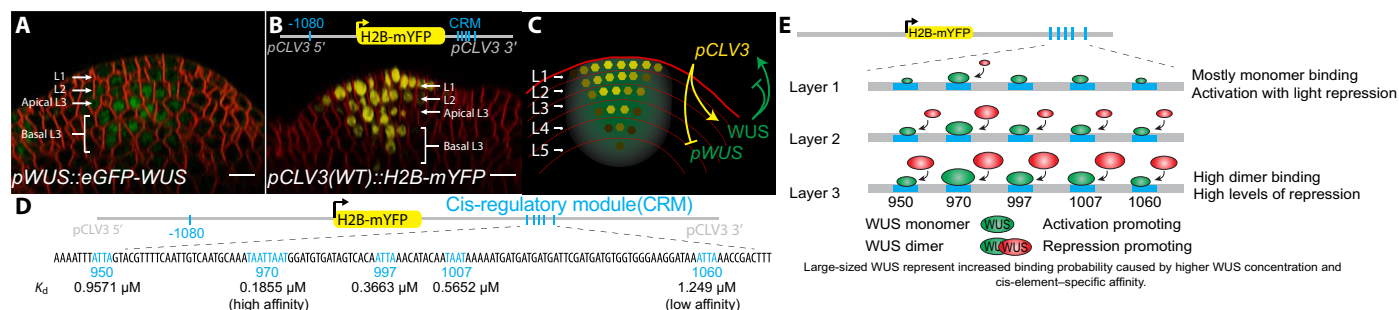 A
L1
L2
Apical L3
Basal L3
pWUS::eGFP-WUS
B
-1080
CRM
H2B-mYFP
pCLV3 5′
pCLV3 3′
L1
L2
Apical L3
Basal L3
pCLV3(WT)::H2B-mYFP
C
L1
L2
L3
L4
L5
pCLV3
WUS
pWUS
D
Cis-regulatory module(CRM)
H2B-mYFP
pCLV3 5′
-1080
pCLV3 3′
AAAATTTATTAGTACGTTTTCAATTGTCAATGCAAATAATTAATGGATGTGATAGTCACAATTAAACATACAATAATAAAAATGATGATGATGATTCGATGATGTGGTGGGAAGGATAAATTAAACCGACTTT
950 970 997 1007 1060
Kd 0.9571 µM 0.1855 µM 0.3663 µM 0.5652 µM 1.249 µM
(high affinity) (low affinity)
E
H2B-mYFP
Layer 1
Mostly monomer binding
Activation with light repression
Layer 2
Layer 3
High dimer binding
High levels of repression
950 970 997 1007 1060
WUS monomer WUS Activation promoting
WUS dimer WUS WUS Repression promoting
Large-sized WUS represent increased binding probability caused by higher WUS concentration and
cis-element–specific affinity.